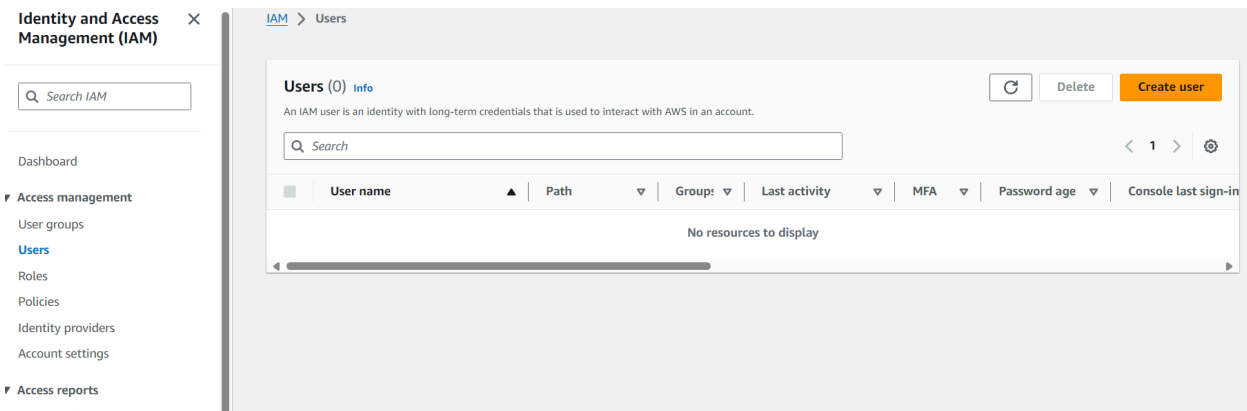 Identity and Access
Management (IAM)
Search IAM
Dashboard
Access management
User groups
Users
Roles
Policies
Identity providers
Account settings
Access reports
IAM > Users
Users (0) Info
Delete
Create user
An IAM user is an identity with long-term credentials that is used to interact with AWS in an account.
Search
1
User name Path Group: Last activity MFA Password age Console last sign-in
No resources to display